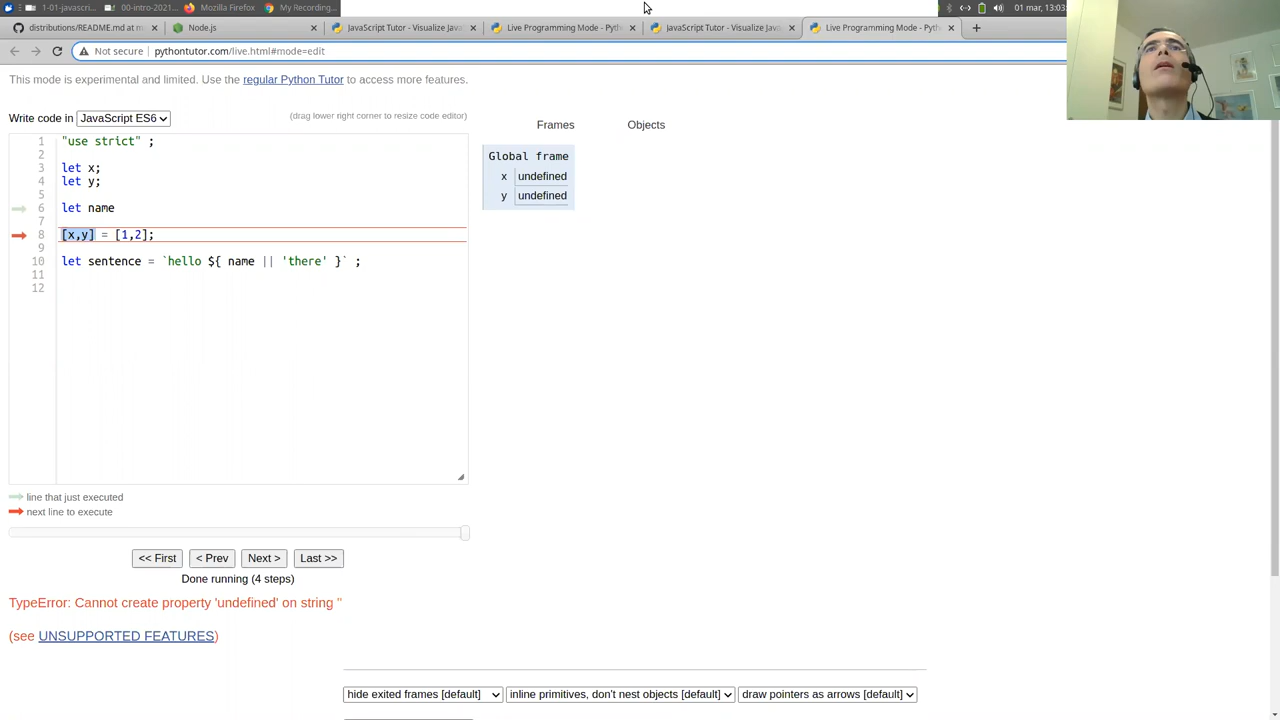 1-01-javascri...
00-intro-2021...
Mozilla Firefox
My Recording...
01 mar, 13:03
distributions/README.md at m
Node.js
JavaScript Tutor - Visualize Java
Live Programming Mode - Pyth
JavaScript Tutor - Visualize Java
Live Programming Mode - Pyth
Not secure
pythontutor.com/live.html#mode=edit
This mode is experimental and limited. Use the regular Python Tutor to access more features.
Write code in JavaScript ES6
(drag lower right corner to resize code editor)
Frames
Objects
1 "use strict" ;
2
3 let x;
4 let y;
5
6 let name
7
8 [x,y] = [1,2];
9
10 let sentence = `hello ${ name || 'there' }` ;
11
12
Global frame
x undefined
y undefined
line that just executed
next line to execute
<< First
< Prev
Next >
Last >>
Done running (4 steps)
TypeError: Cannot create property 'undefined' on string ''
(see UNSUPPORTED FEATURES)
hide exited frames [default]
inline primitives, don't nest objects [default]
draw pointers as arrows [default]